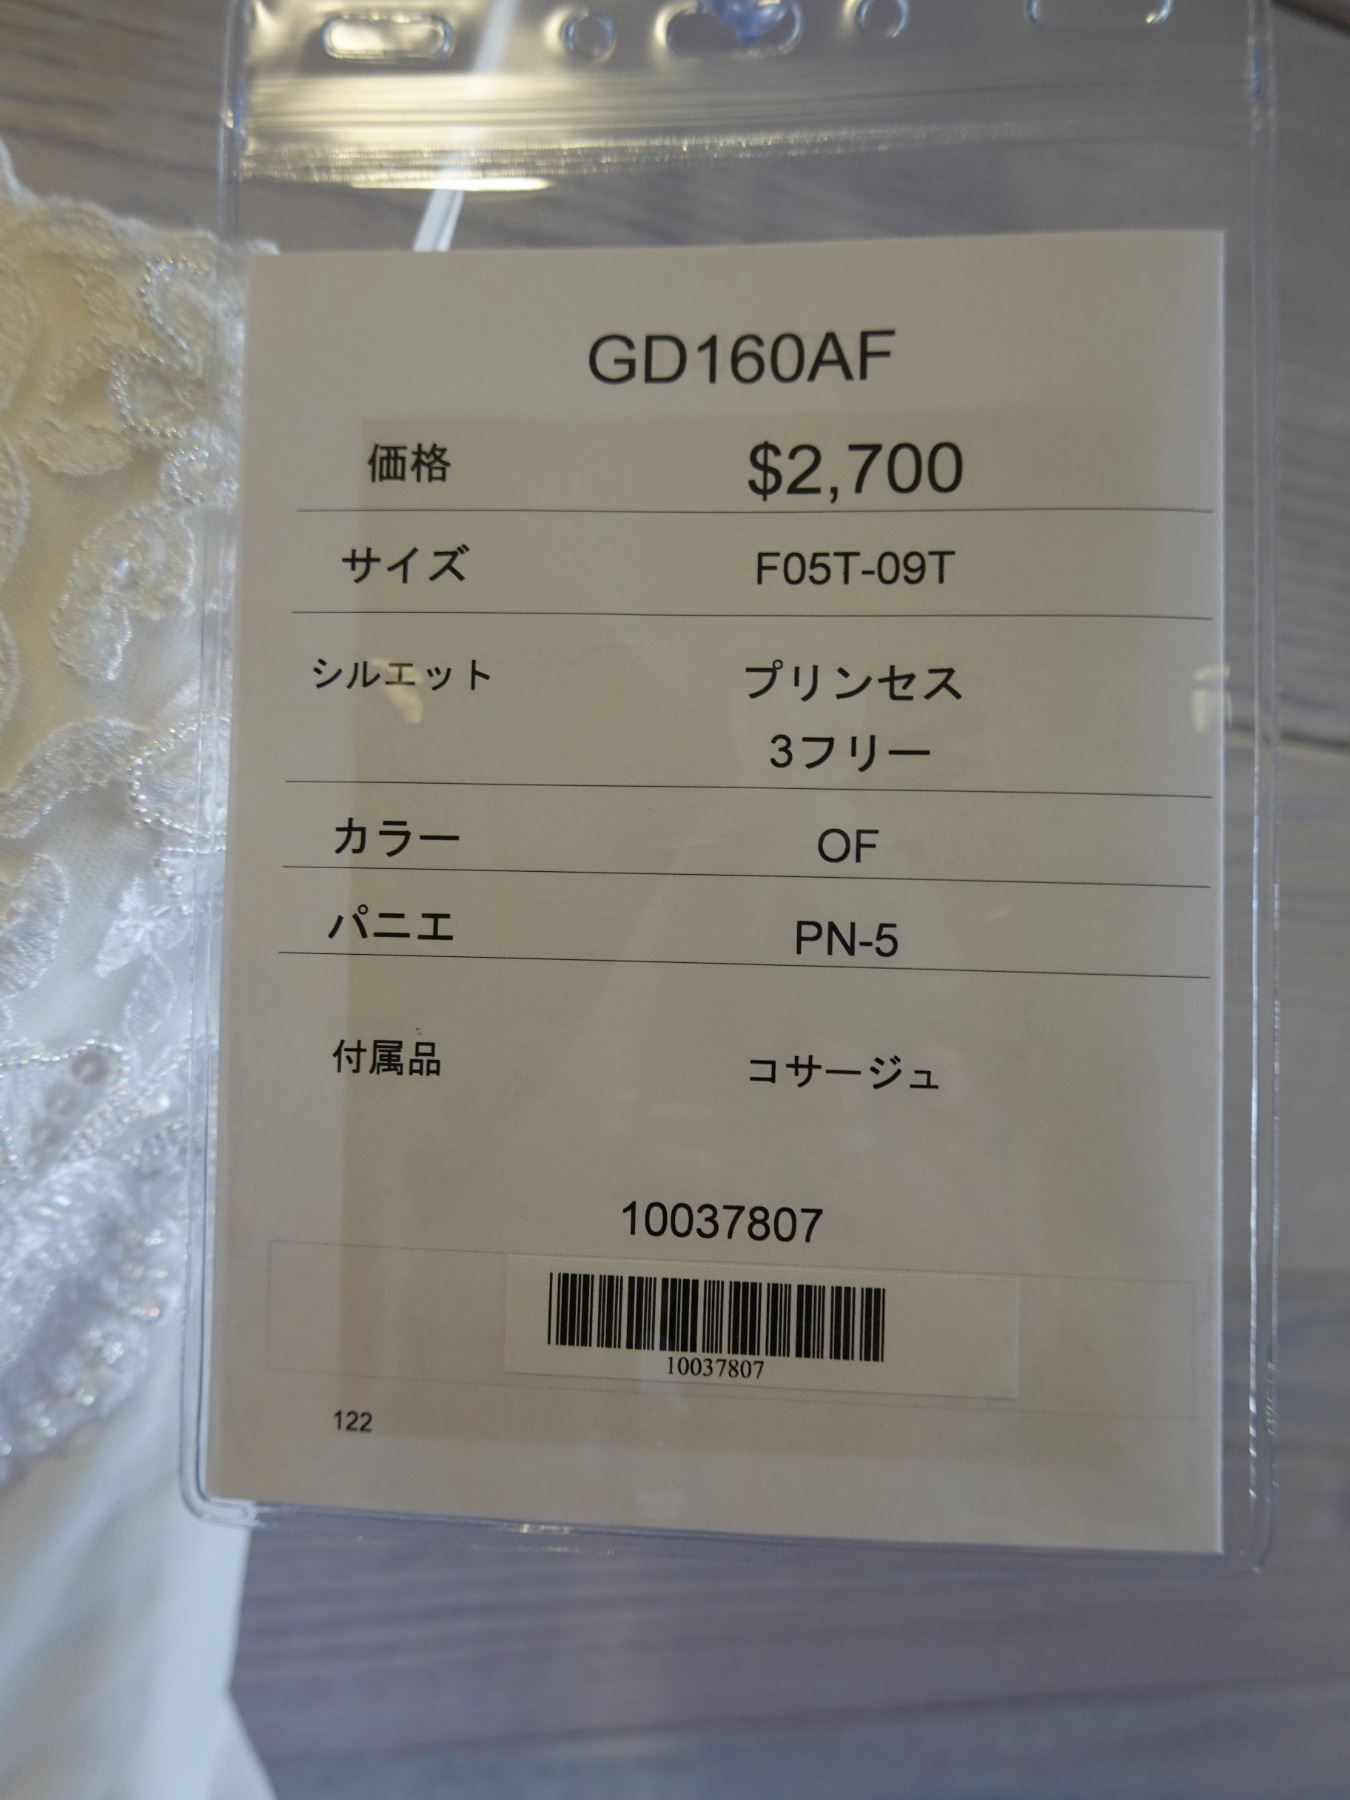 GD160AF
価格 $2,700
サイズ F05T-09T
シルエット プリンセス
3フリー
カラー OF
パニエ PN-5
付属品 コサージュ
10037807
10037807
122